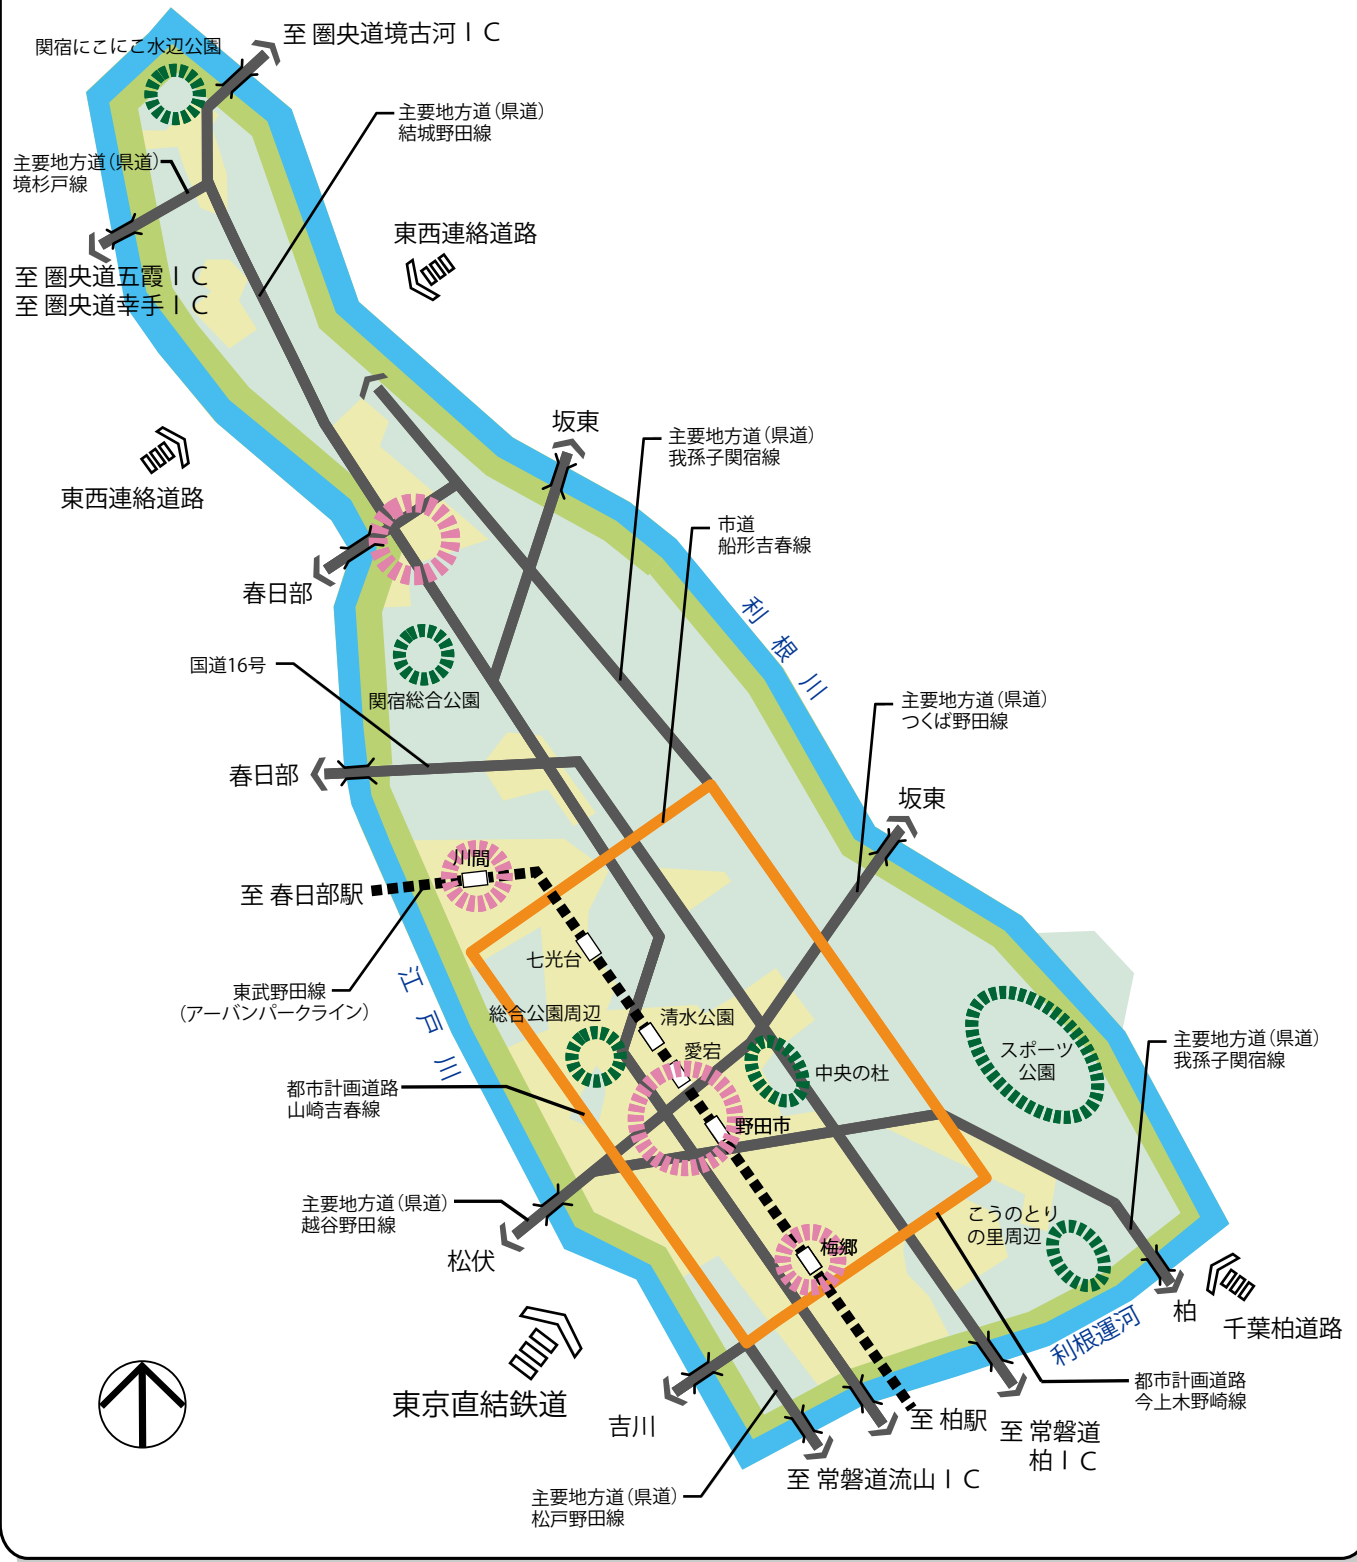 関宿にこにこ水辺公園
至 圏央道境古河ＩＣ
主要地方道（県道）
結城野田線
主要地方道（県道）
境杉戸線
東西連絡道路
至 圏央道五霞ＩＣ
至 圏央道幸手ＩＣ
坂東
主要地方道（県道）
我孫子関宿線
東西連絡道路
市道
船形吉春線
春日部
利根川
国道16号
関宿総合公園
主要地方道（県道）
つくば野田線
春日部
坂東
川間
至 春日部駅
七光台
江戸川
東武野田線
（アーバンパークライン）
総合公園周辺
清水公園
愛宕
スポーツ
公園
主要地方道（県道）
我孫子関宿線
中央の杜
都市計画道路
山崎吉春線
野田市
主要地方道（県道）
越谷野田線
こうのとり
の里周辺
梅郷
松伏
柏
千葉柏道路
利根運河
東京直結鉄道
都市計画道路
今上木野崎線
吉川
至 柏駅
至 常磐道
柏ＩＣ
至 常磐道流山ＩＣ
主要地方道（県道）
松戸野田線